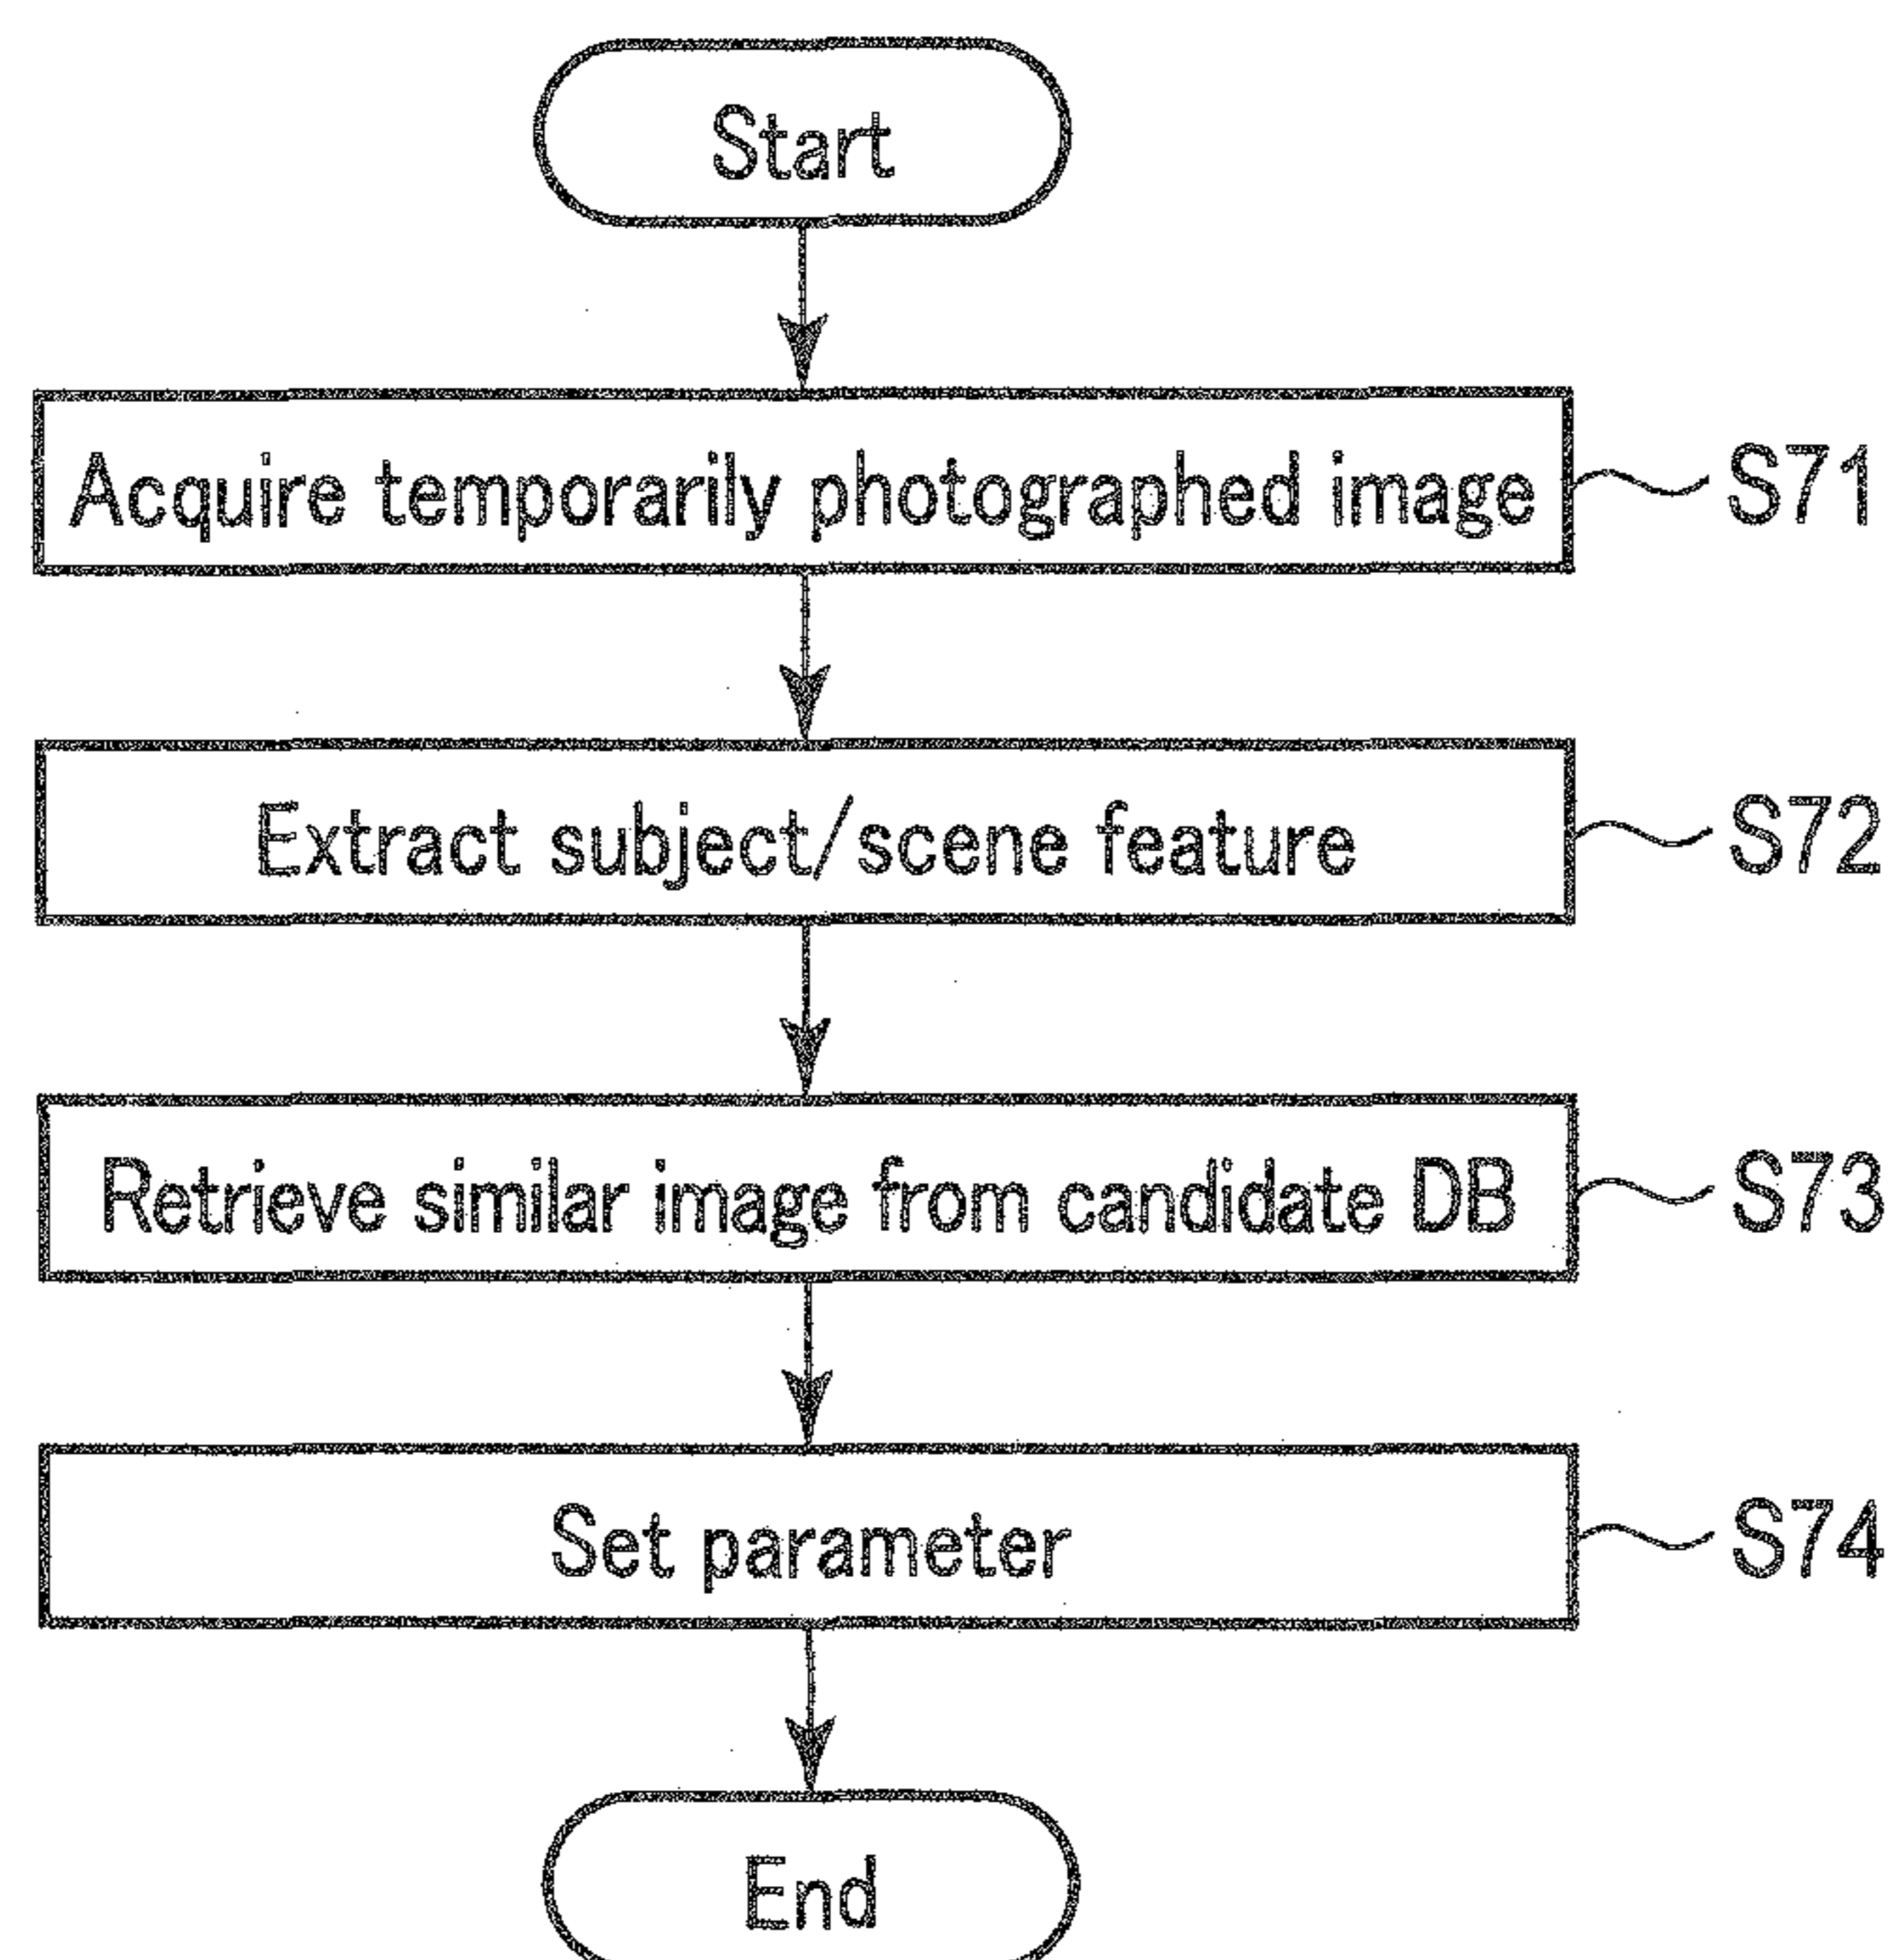 Start
Acquire temporarily photographed image S71
Extract subject/scene feature S72
Retrieve similar image from candidate DB S73
Set parameter S74
End